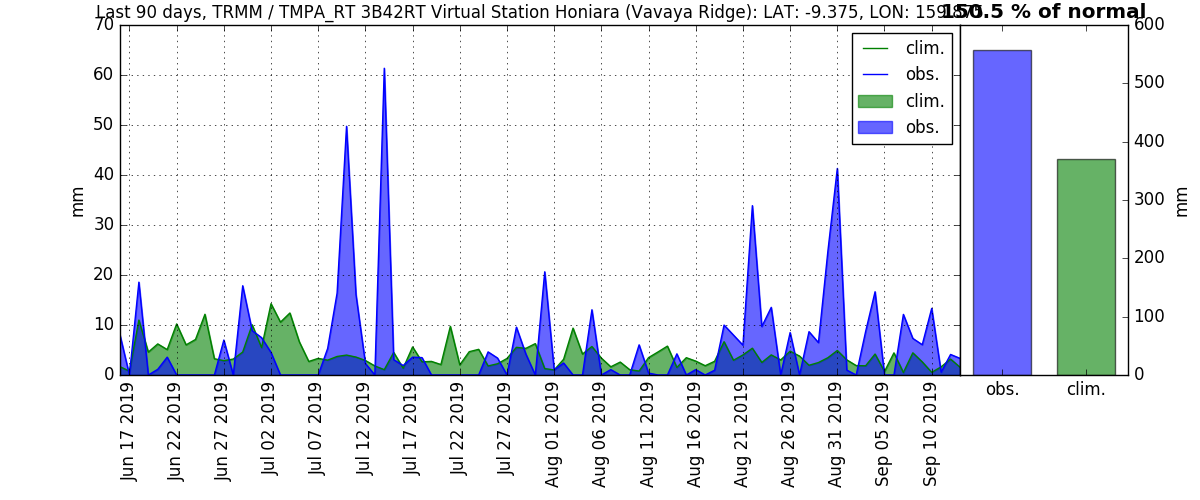 Last 90 days, TRMM / TMPA_RT 3B42RT Virtual Station Honiara (Vavaya Ridge): LAT: -9.375, LON:
150.5 % of normal
70
60
50
40
30
20
10
0
mm
clim.
obs.
clim.
obs.
600
500
400
300
200
100
0
mm
Jun 17 2019
Jun 22 2019
Jun 27 2019
Jul 02 2019
Jul 07 2019
Jul 12 2019
Jul 17 2019
Jul 22 2019
Jul 27 2019
Aug 01 2019
Aug 06 2019
Aug 11 2019
Aug 16 2019
Aug 21 2019
Aug 26 2019
Aug 31 2019
Sep 05 2019
Sep 10 2019
obs.
clim.